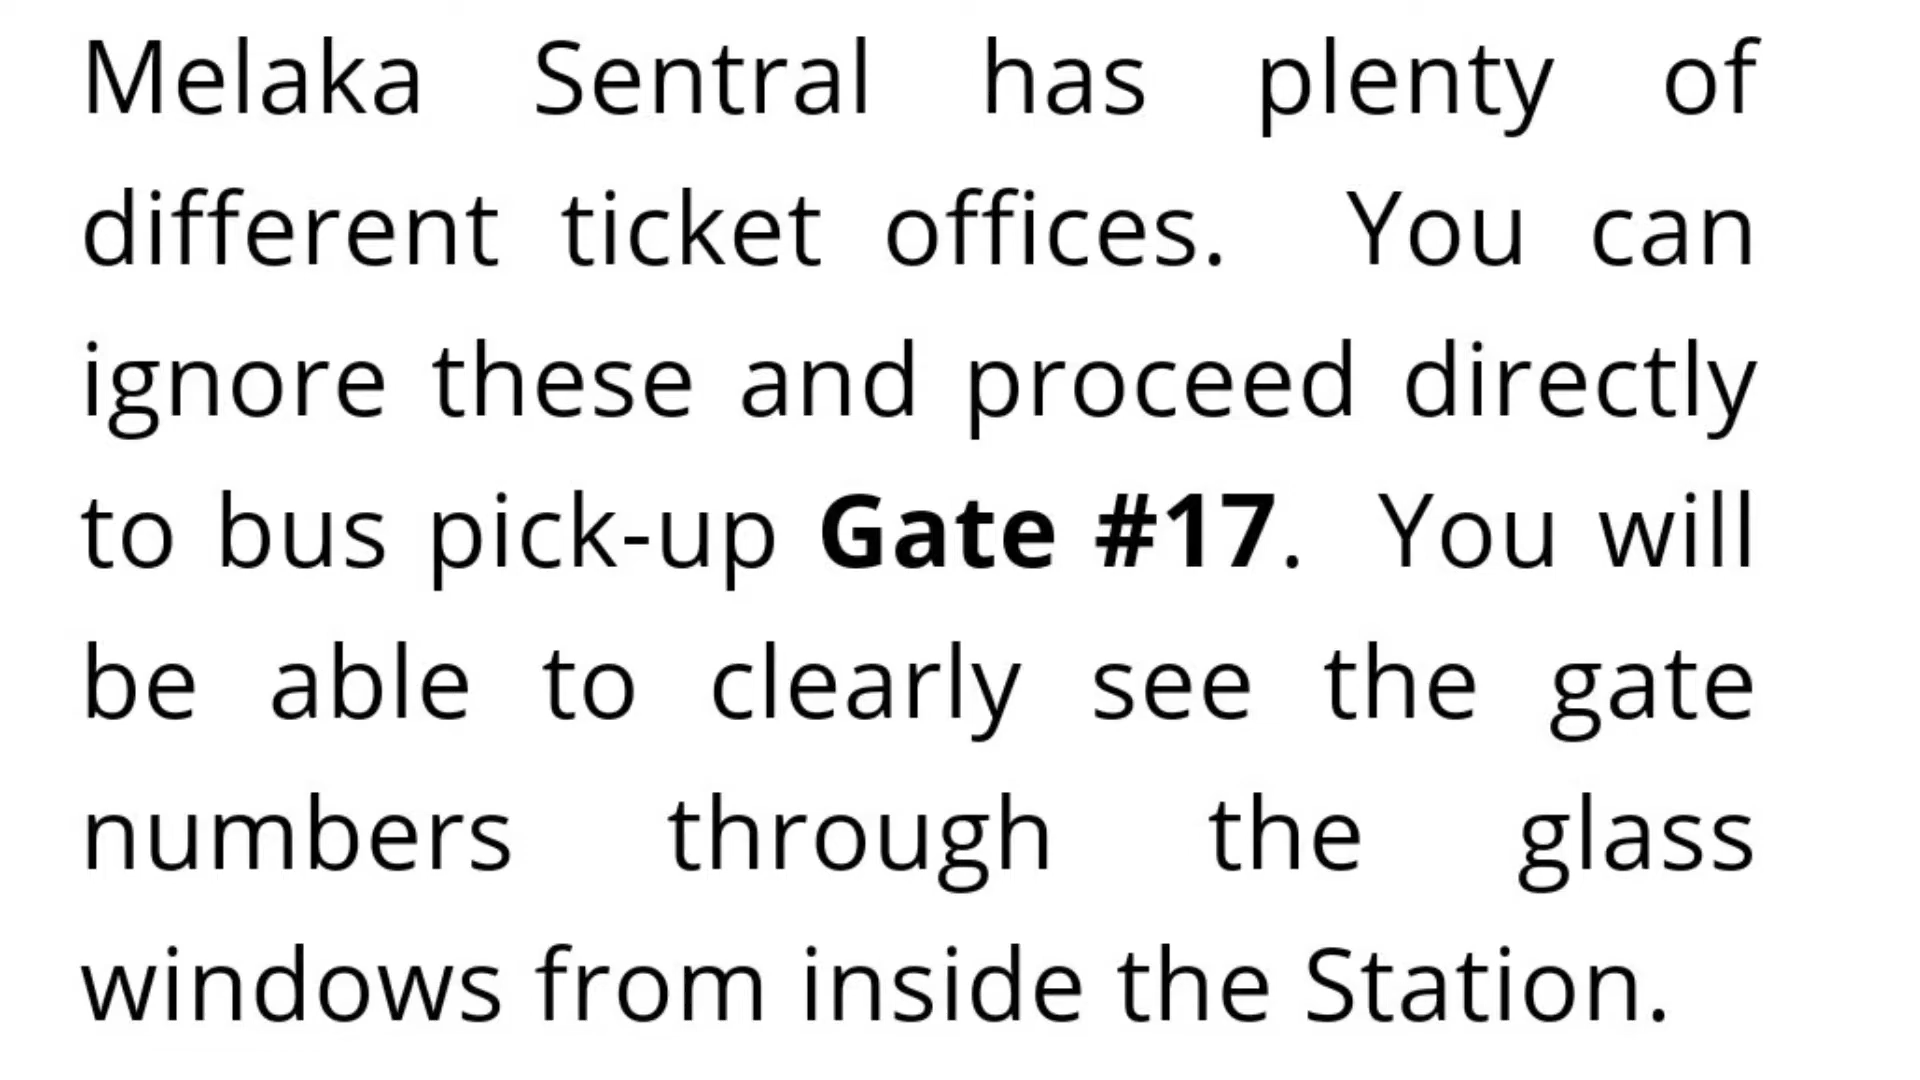 Melaka Sentral has plenty of
different ticket offices.  You can
ignore these and proceed directly
to bus pick-up Gate #17.  You will
be able to clearly see the gate
numbers through the glass
windows from inside the Station.